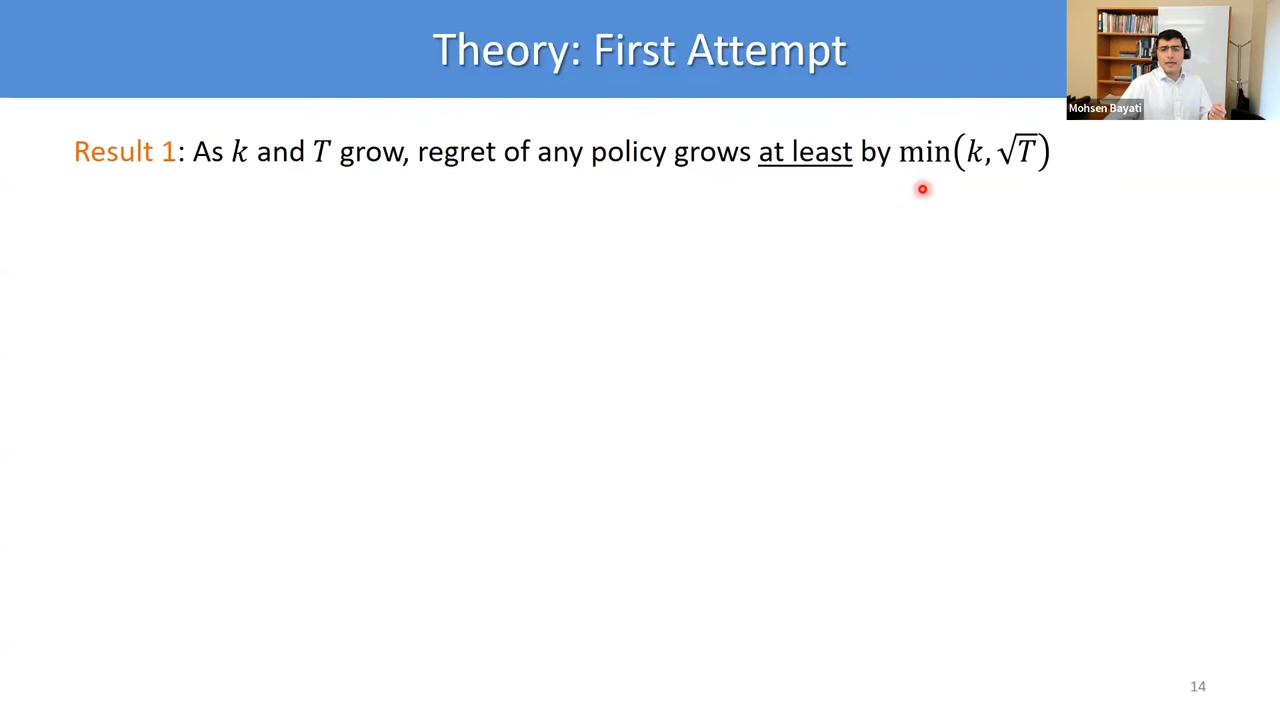 Theory: First Attempt
Mohsen Bayati
Result 1: As k and T grow, regret of any policy grows at least by min(k, √T)
14